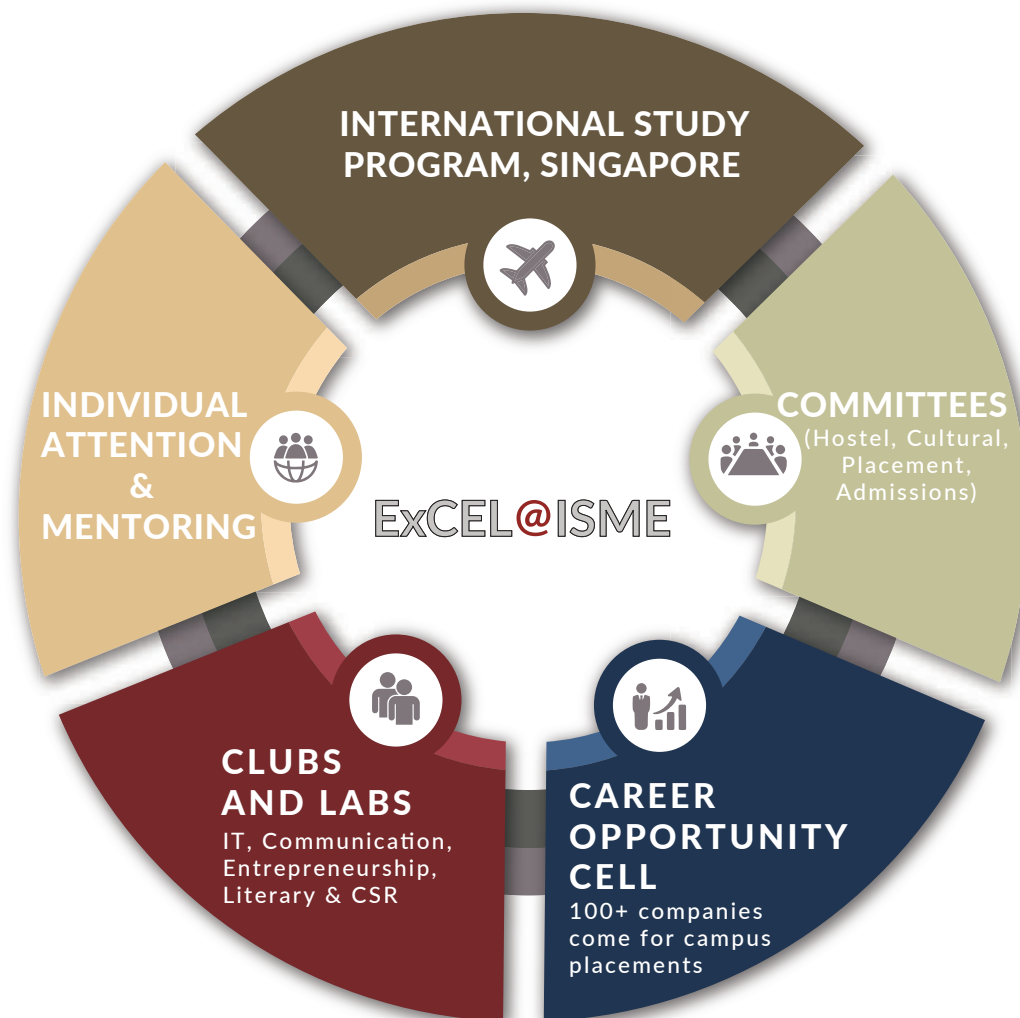 INTERNATIONAL STUDY
PROGRAM, SINGAPORE
COMMITTEES
(Hostel, Cultural,
Placement,
Admissions)
CAREER
OPPORTUNITY
CELL
100+ companies
come for campus
placements
CLUBS
AND LABS
IT, Communication,
Entrepreneurship,
Literary & CSR
INDIVIDUAL
ATTENTION
&
MENTORING
ExCEL@ISME